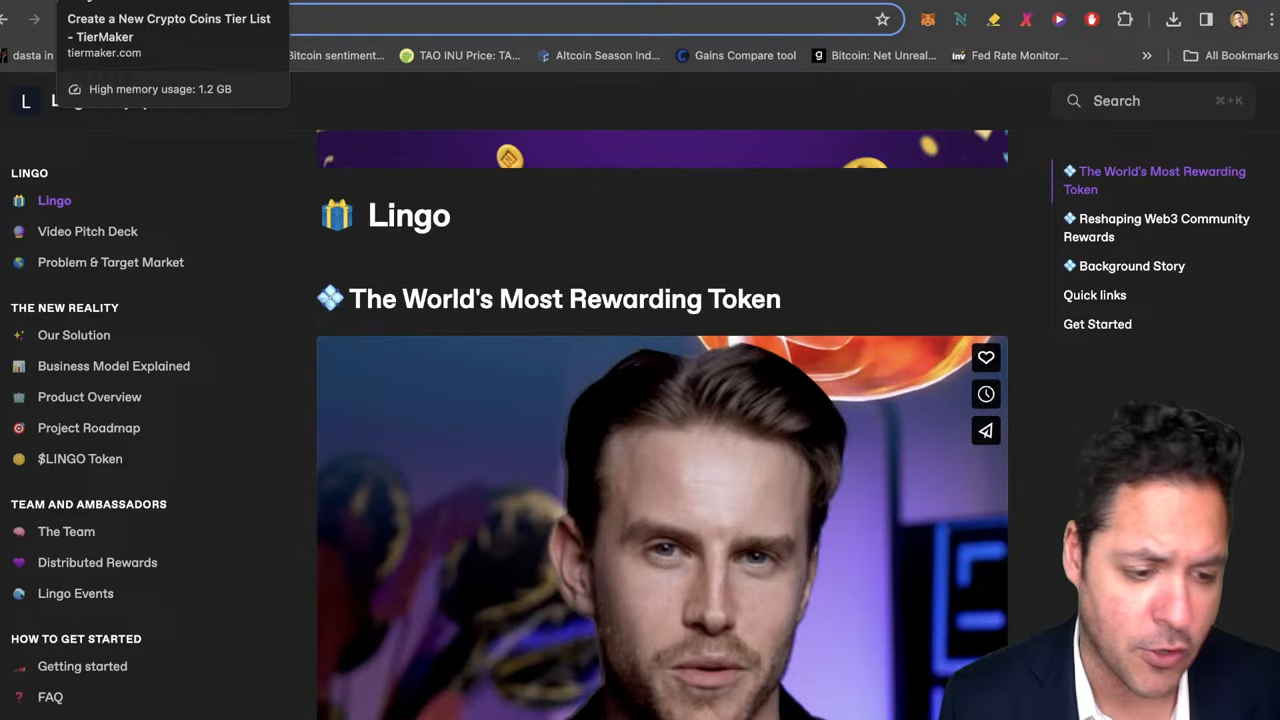 Create a New Crypto Coins Tier List
- TierMaker
tiermaker.com
High memory usage: 1.2 GB
dasta in
Bitcoin sentiment...
TAO INU Price: TA...
Altcoin Season Ind...
Gains Compare tool
g
Bitcoin: Net Unreal...
Inv
Fed Rate Monitor...
»
All Bookmarks
L
Search
⌘+K
LINGO
Lingo
Video Pitch Deck
Problem & Target Market
THE NEW REALITY
Our Solution
Business Model Explained
Product Overview
Project Roadmap
$LINGO Token
TEAM AND AMBASSADORS
The Team
Distributed Rewards
Lingo Events
HOW TO GET STARTED
Getting started
FAQ
Lingo
The World's Most Rewarding Token
The World's Most Rewarding
Token
Reshaping Web3 Community
Rewards
Background Story
Quick links
Get Started